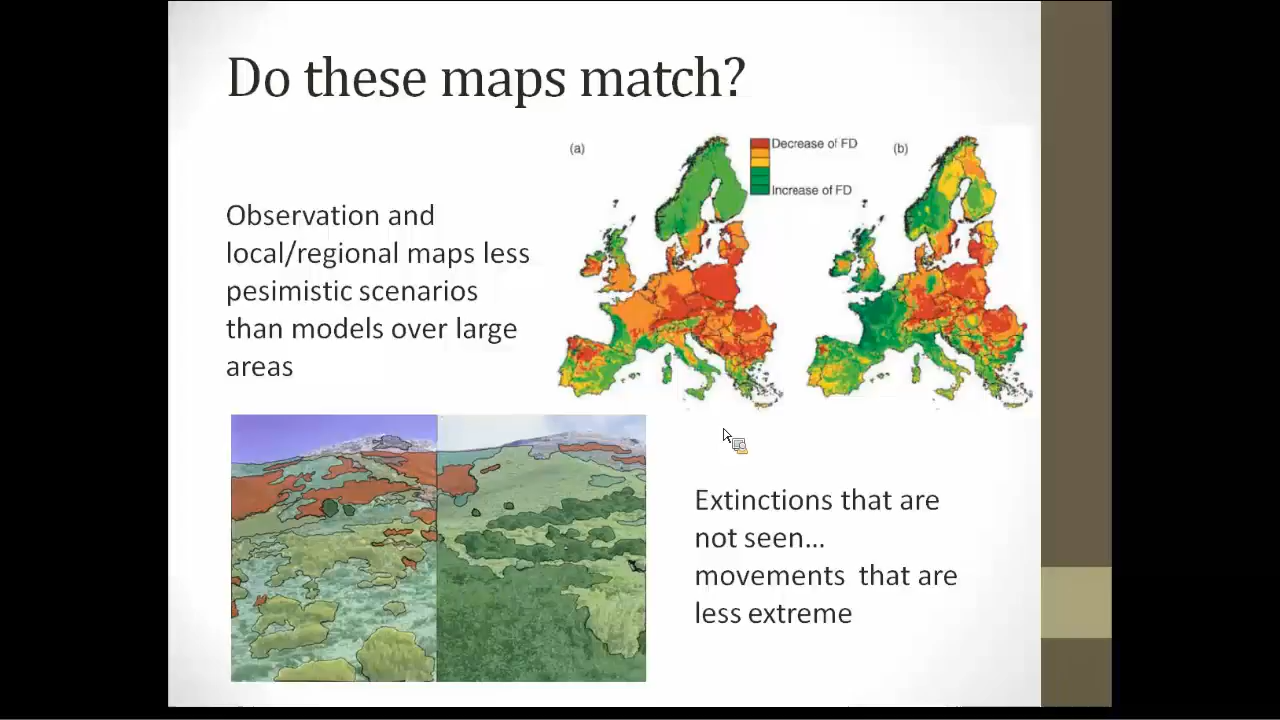 Do these maps match?
(a)
Decrease of FD
(b)
Increase of FD
Observation and
local/regional maps less
pesimistic scenarios
than models over large
areas
Extinctions that are
not seen...
movements that are
less extreme